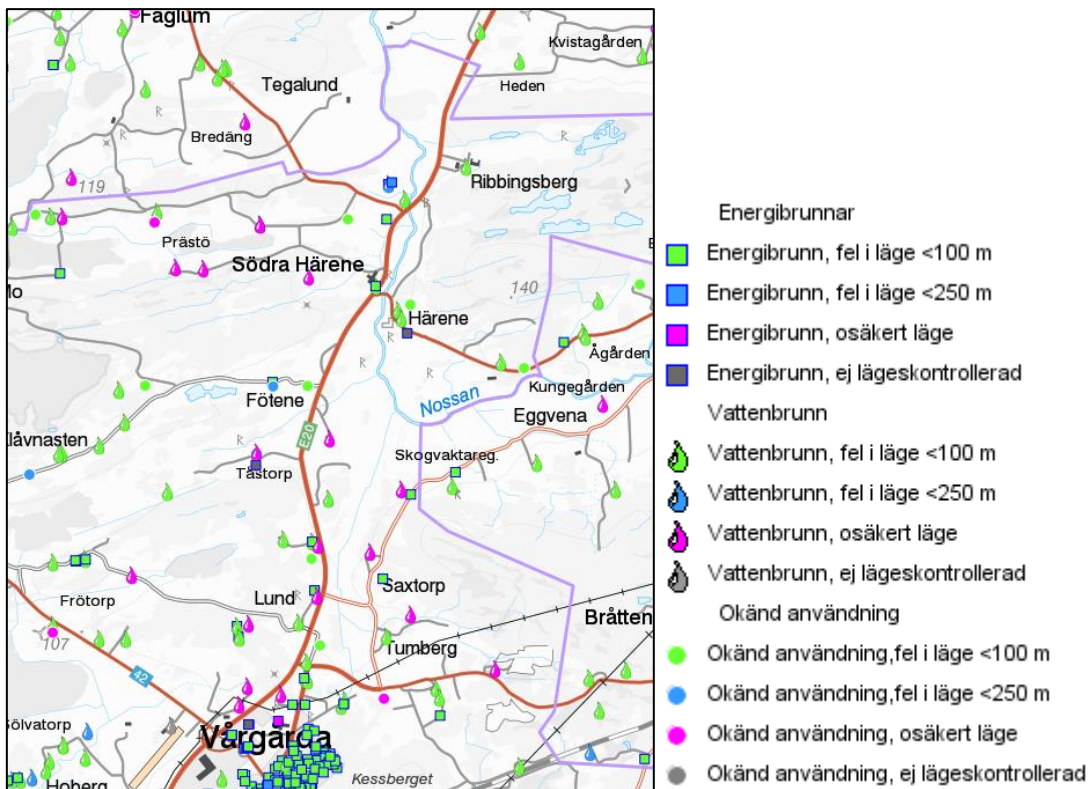 Faglum
Kvistagården
Tegalund
Heden
Bredäng
Ribbingsberg
119
Prästö
Södra Härene
Mo
140
Härene
Ågården
Kungegården
Fötene
Nossan
Eggvena
E20
låvnasten
Skogvaktareg.
Tåstorp
Frötorp
Lund
Saxtorp
Bråtten
107
Tumberg
42
Sölvatorp
Vårgårda
Hoberg
Kessberget
Energibrunnar
Energibrunn, fel i läge <100 m
Energibrunn, fel i läge <250 m
Energibrunn, osäkert läge
Energibrunn, ej lägeskontrollerad
Vattenbrunn
Vattenbrunn, fel i läge <100 m
Vattenbrunn, fel i läge <250 m
Vattenbrunn, osäkert läge
Vattenbrunn, ej lägeskontrollerad
Okänd användning
Okänd användning,fel i läge <100 m
Okänd användning,fel i läge <250 m
Okänd användning, osäkert läge
Okänd användning, ej lägeskontrollerad